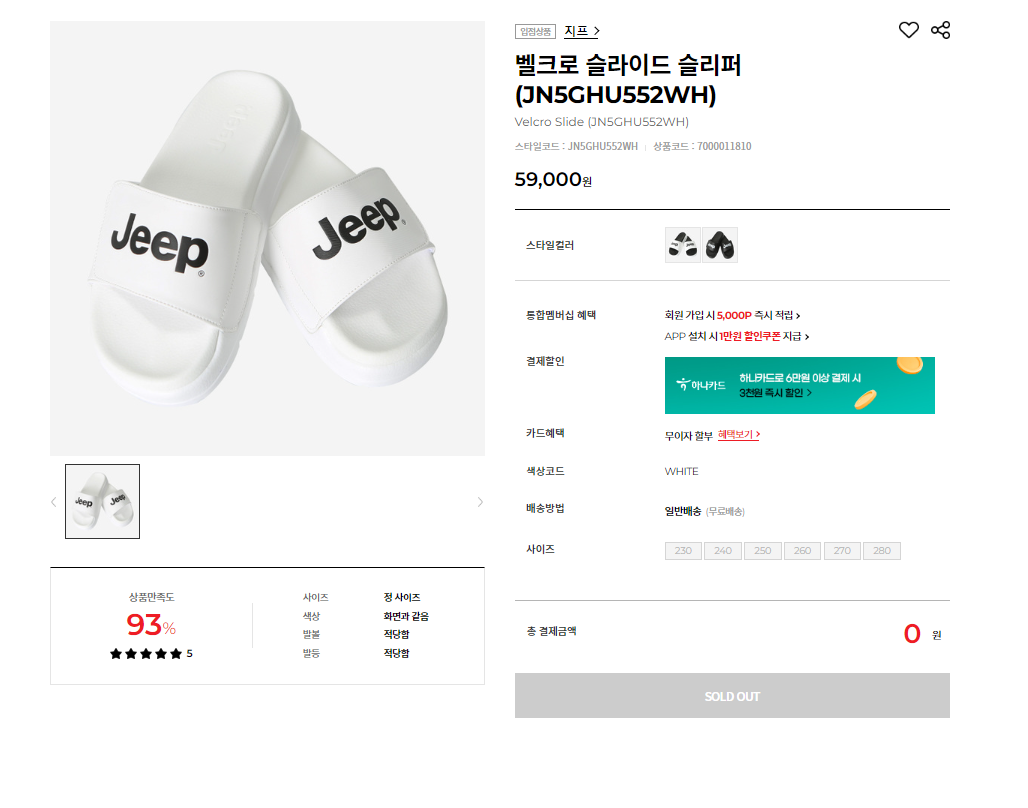 Jeep
Jeep®
Jeep®
Jeep
Jeep
상품만족도
93%
5
사이즈 정 사이즈
색상 화면과 같음
발볼 적당함
발등 적당함
입점상품 지프
벨크로 슬라이드 슬리퍼
(JN5GHU552WH)
Velcro Slide (JN5GHU552WH)
스타일코드 : JN5GHU552WH | 상품코드 : 7000011810
59,000원
스타일컬러
통합멤버십 혜택 회원 가입 시 5,000P 즉시 적립
APP 설치 시 1만원 할인쿠폰 지급
결제할인
하나카드 하나카드로 6만원 이상 결제 시
3천원 즉시 할인
카드혜택 무이자 할부 혜택보기
색상코드 WHITE
배송방법 일반배송 (무료배송)
사이즈 230 240 250 260 270 280
총 결제금액 0 원
SOLD OUT